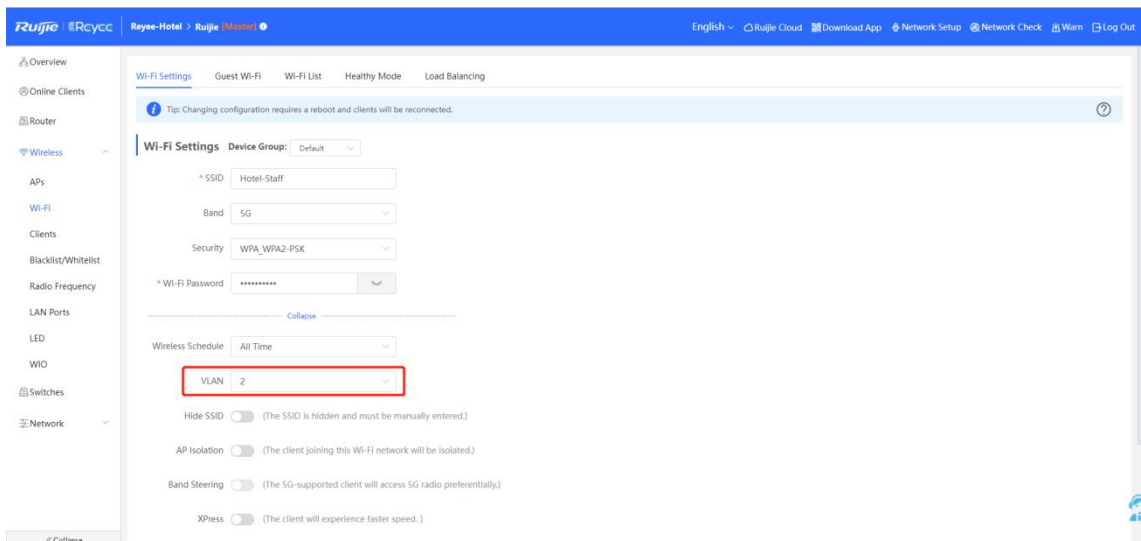 Ruijie | Reyee Reyee-Hotel > Ruijie (Master) English Ruijie Cloud Download App Network Setup Network Check Warn Log Out
Overview
Online Clients
Router
Wireless
APs
Wi-Fi
Clients
Blacklist/Whitelist
Radio Frequency
LAN Ports
LED
WIO
Switches
Network
« Collapse
Wi-Fi Settings Guest Wi-Fi Wi-Fi List Healthy Mode Load Balancing
Tip: Changing configuration requires a reboot and clients will be reconnected.
Wi-Fi Settings Device Group: Default
* SSID Hotel-Staff
Band 5G
Security WPA_WPA2-PSK
* Wi-Fi Password ••••••••••
Collapse
Wireless Schedule All Time
VLAN 2
Hide SSID (The SSID is hidden and must be manually entered.)
AP Isolation (The client joining this Wi-Fi network will be isolated.)
Band Steering (The 5G-supported client will access 5G radio preferentially.)
XPress (The client will experience faster speed. )